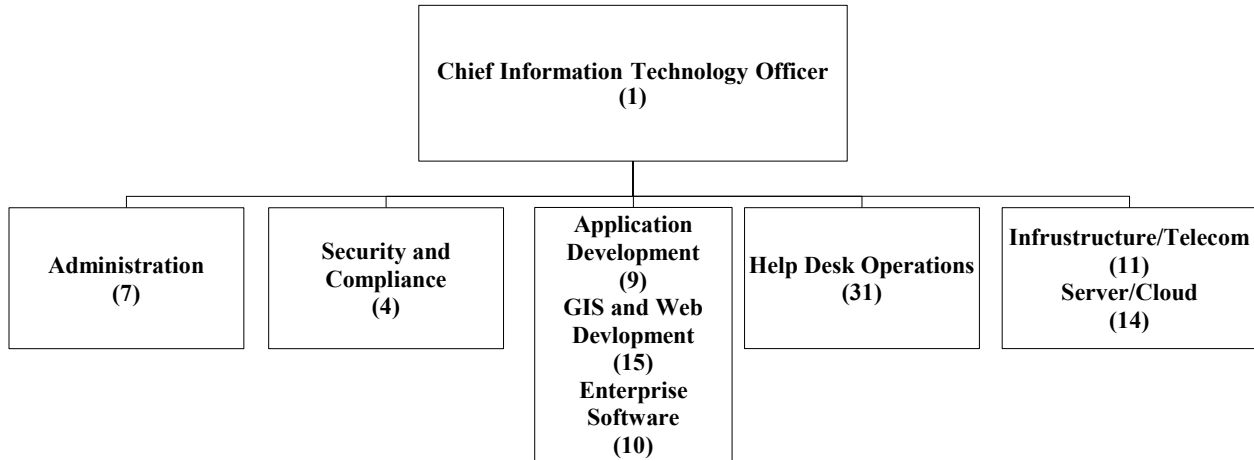 Chief Information Technology Officer
(1)
Administration
(7)
Security and
Compliance
(4)
Application
Development
(9)
GIS and Web
Devlopment
(15)
Enterprise
Software
(10)
Help Desk Operations
(31)
Infrustructure/Telecom
(11)
Server/Cloud
(14)